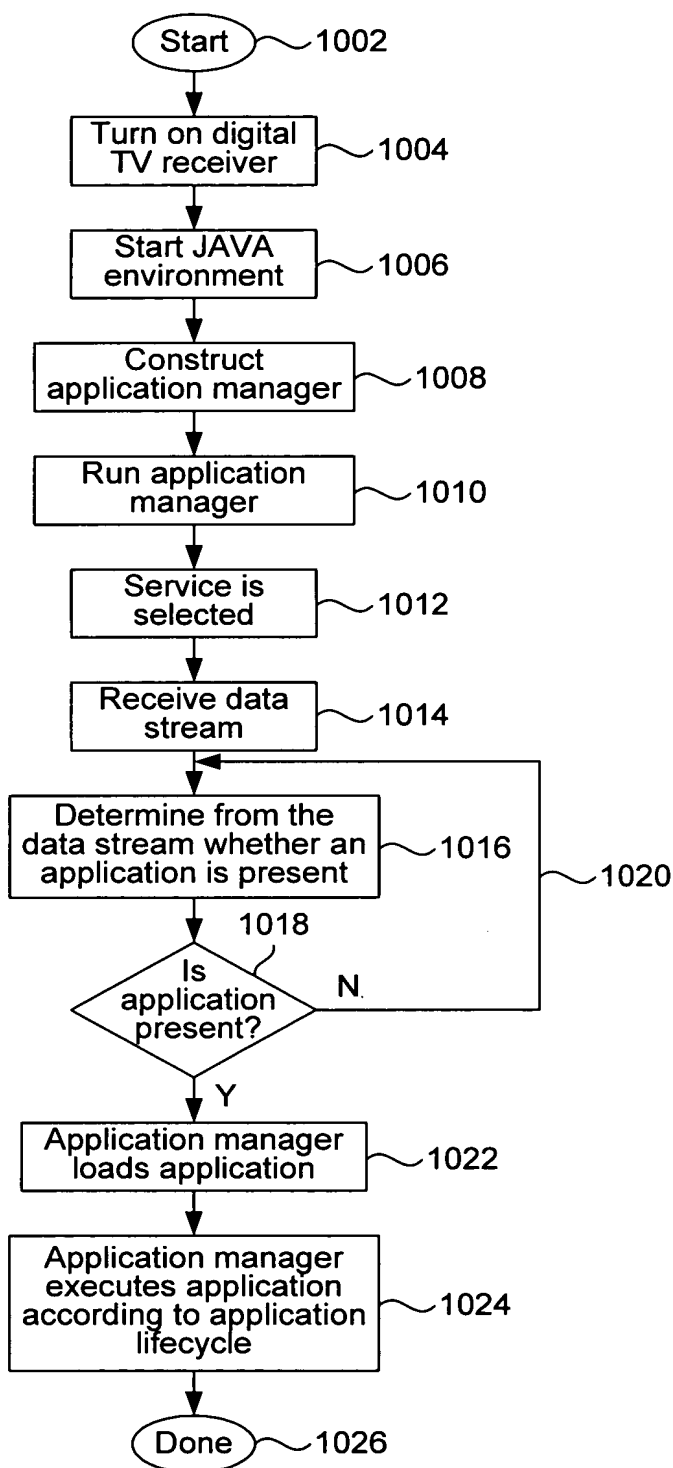 Start
1002
Turn on digital
TV receiver
1004
Start JAVA
environment
1006
Construct
application manager
1008
Run application
manager
1010
Service is
selected
1012
Receive data
stream
1014
Determine from the
data stream whether an
application is present
1016
1020
1018
Is
application
present?
N
Y
Application manager
loads application
1022
Application manager
executes application
according to application
lifecycle
1024
Done
1026